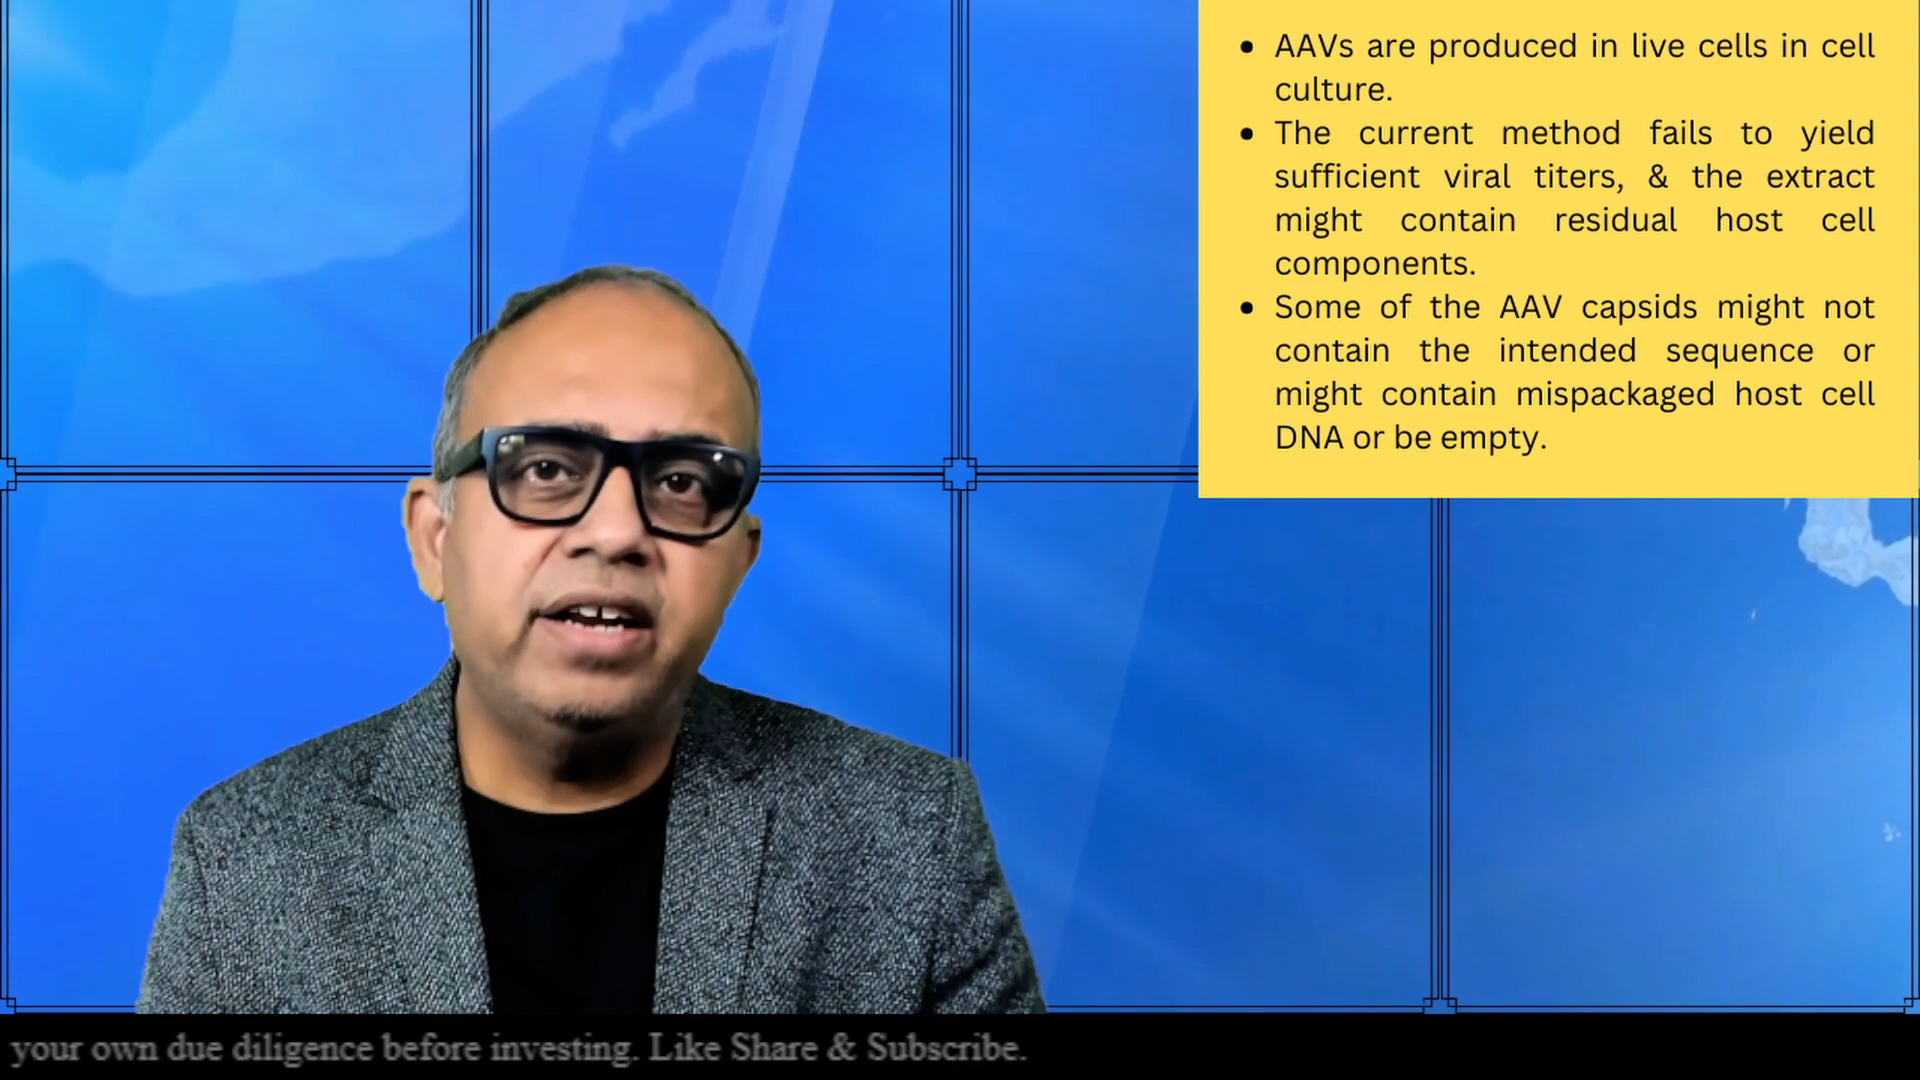 • AAVs are produced in live cells in cell
culture.
• The current method fails to yield
sufficient viral titers, & the extract
might contain residual host cell
components.
• Some of the AAV capsids might not
contain the intended sequence or
might contain mispackaged host cell
DNA or be empty.
your own due diligence before investing. Like Share & Subscribe.